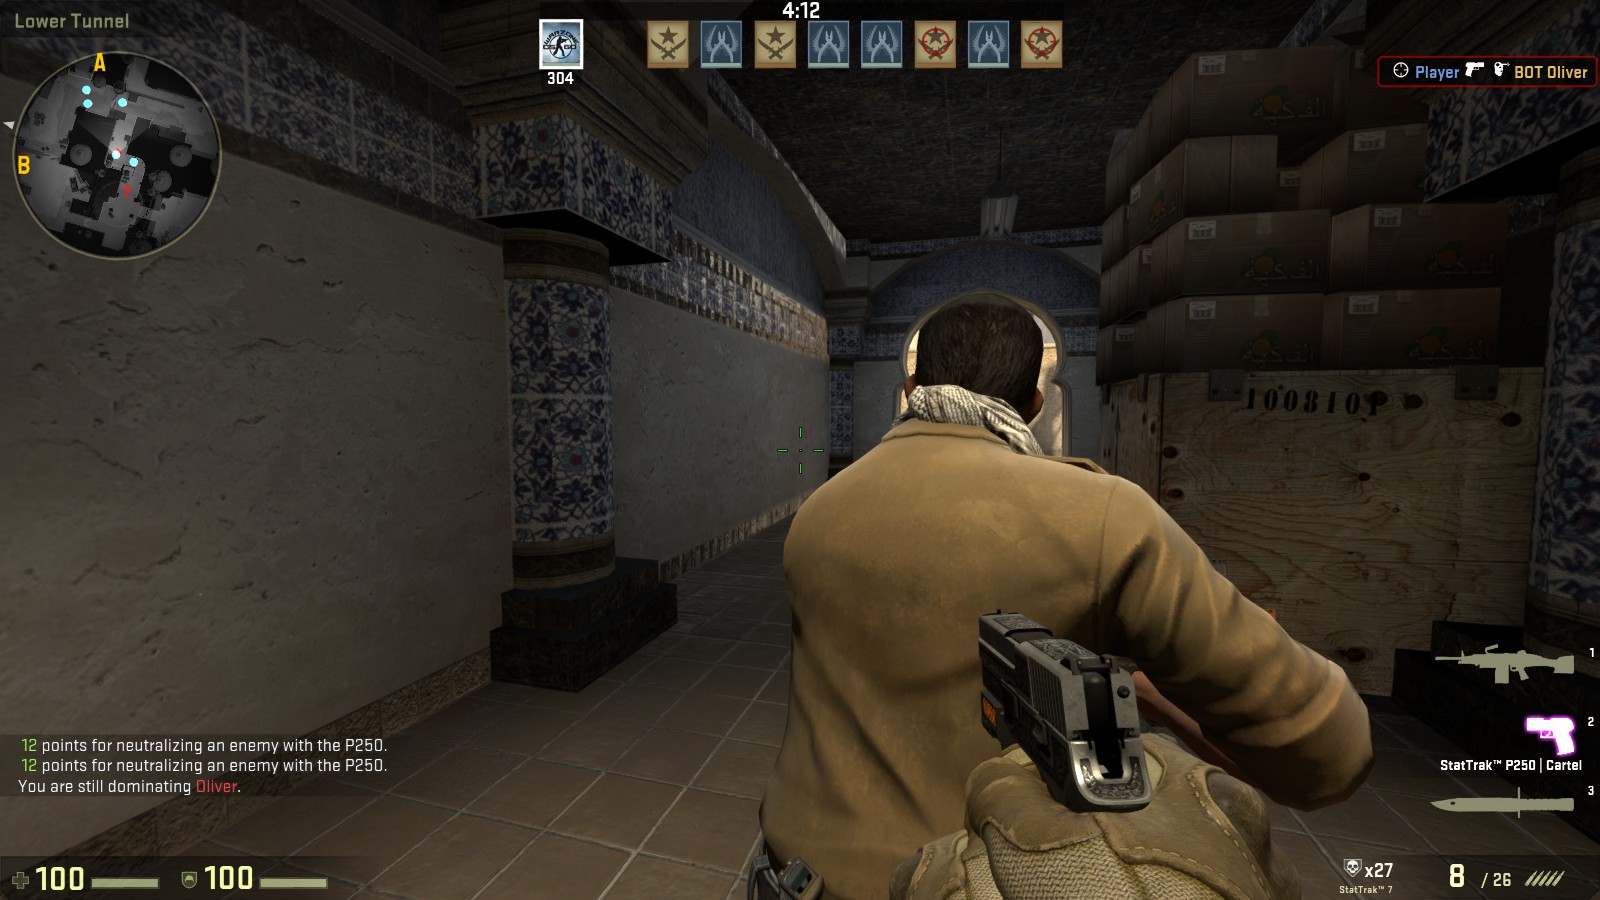 Lower Tunnel
4:12
304
A
B
?
Player BOT Oliver
الفكهية
1008101
12 points for neutralizing an enemy with the P250.
12 points for neutralizing an enemy with the P250.
You are still dominating Oliver.
1
2
StatTrak™ P250 | Cartel
3
100 100
x27
StatTrak™ 7
8 / 26